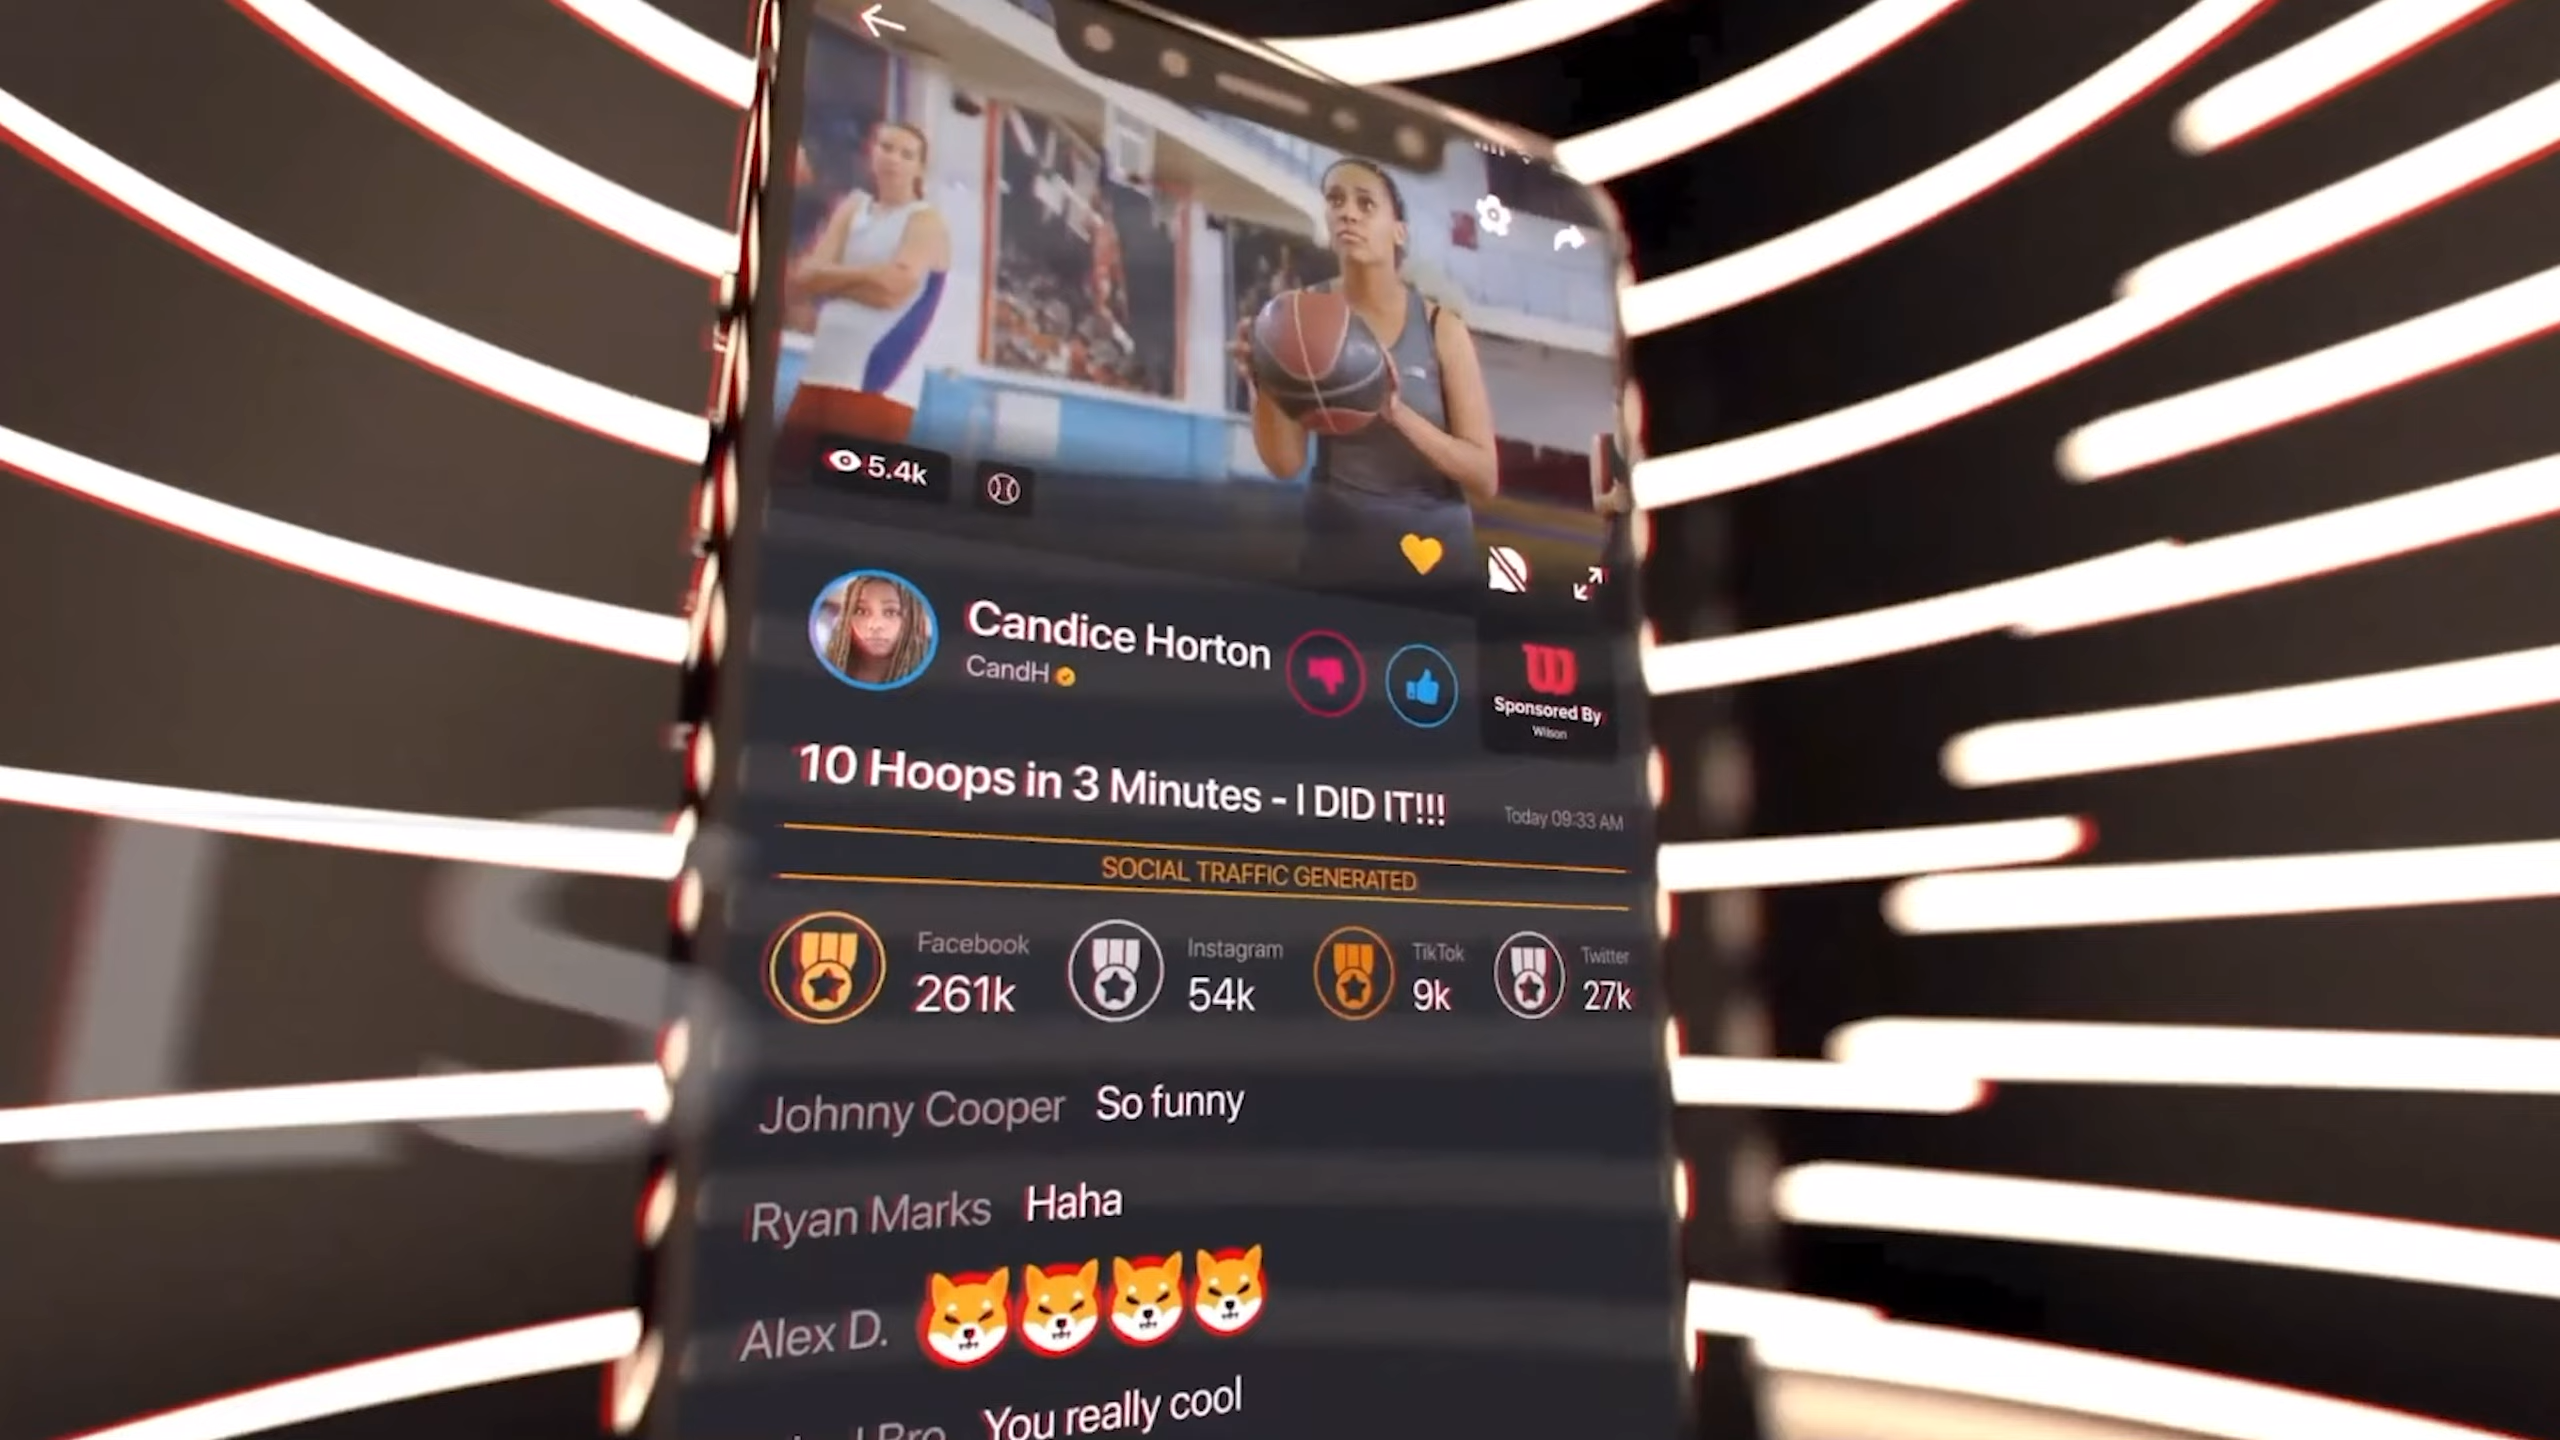 5.4k
Candice Horton
CandH
Sponsored By
Wilson
10 Hoops in 3 Minutes - I DID IT!!!
Today 09:33 AM
SOCIAL TRAFFIC GENERATED
Facebook
261k
Instagram
54k
TikTok
9k
Twitter
27k
Johnny Cooper So funny
Ryan Marks Haha
Alex D.
Bro You really cool